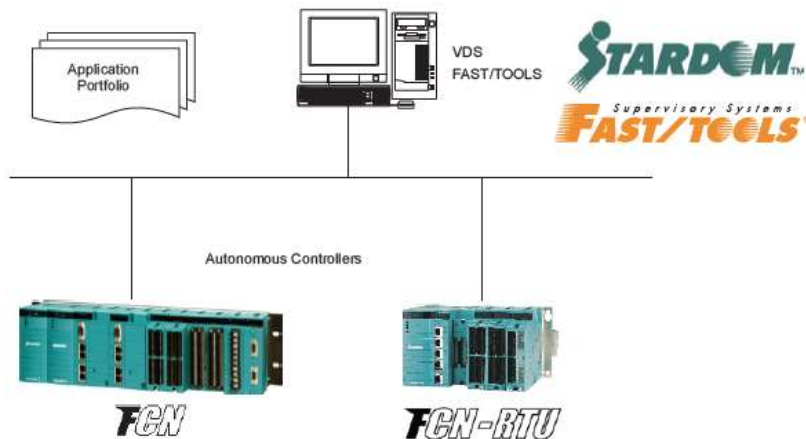 Application
Portfolio
VDS
FAST/TOOLS
STARDOM™
Supervisory Systems
FAST/TOOLS
Autonomous Controllers
FCN
FCN-RTU